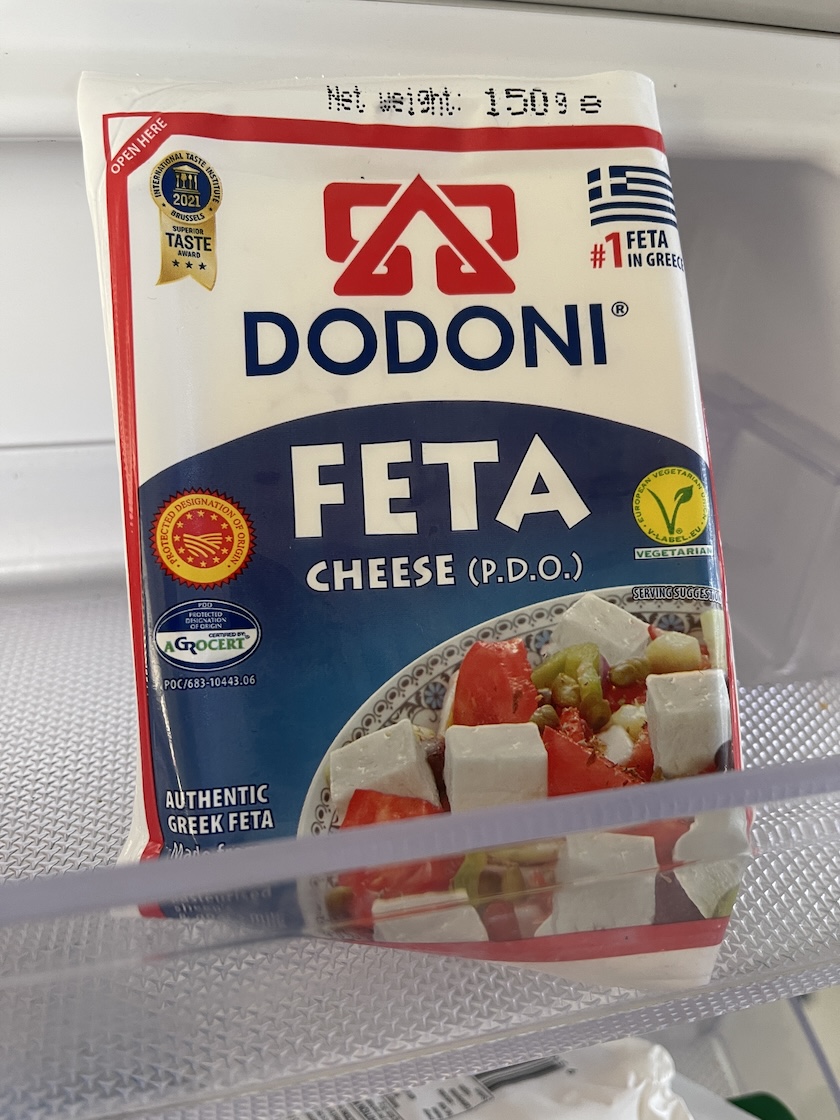 Net weight: 150g e
OPEN HERE
INTERNATIONAL TASTE INSTITUTE
2021
BRUSSELS
SUPERIOR
TASTE
AWARD
#1 FETA
IN GREECE
DODONI®
FETA
CHEESE (P.D.O.)
PROTECTED DESIGNATION OF ORIGIN
EUROPEAN VEGETARIAN
V-LABEL.EU
VEGETARIAN
SERVING
PDO
PROTECTED
DESIGNATION
OF ORIGIN
CERTIFIED BY:
AGROCERT®
POC/683-10443.06
AUTHENTIC
GREEK FETA
Made